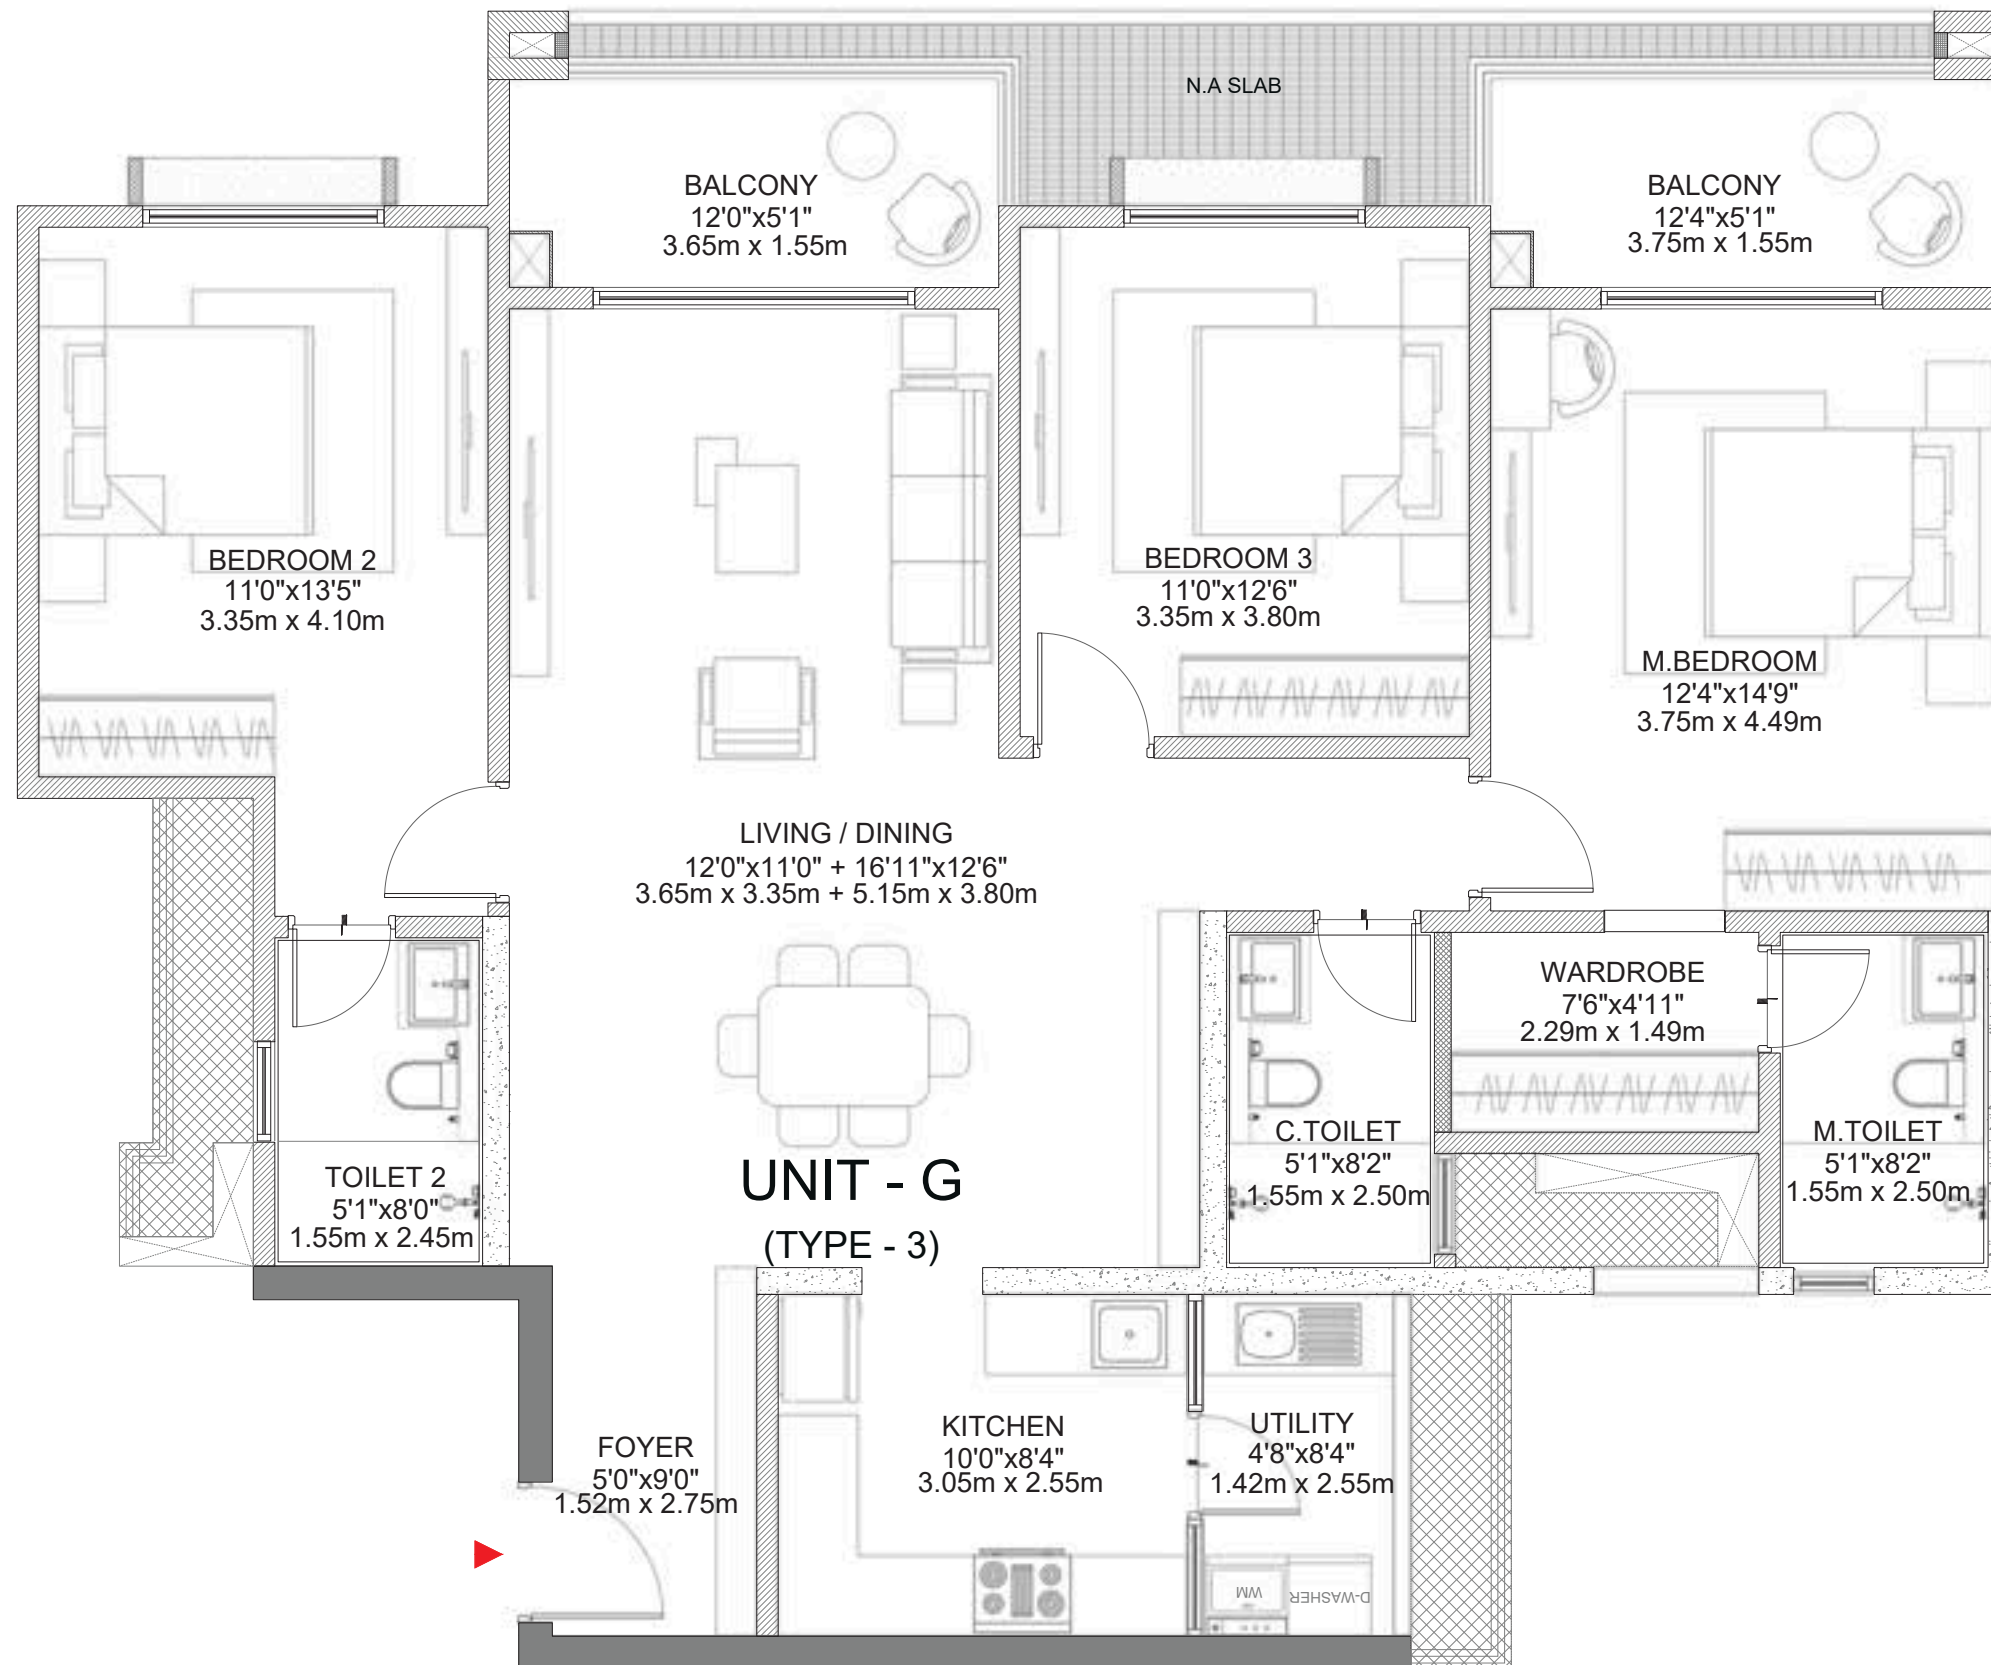 N.A SLAB
BALCONY
12'0"x5'1"
3.65m x 1.55m
BALCONY
12'4"x5'1"
3.75m x 1.55m
BEDROOM 2
11'0"x13'5"
3.35m x 4.10m
BEDROOM 3
11'0"x12'6"
3.35m x 3.80m
M.BEDROOM
12'4"x14'9"
3.75m x 4.49m
LIVING / DINING
12'0"x11'0" + 16'11"x12'6"
3.65m x 3.35m + 5.15m x 3.80m
WARDROBE
7'6"x4'11"
2.29m x 1.49m
TOILET 2
5'1"x8'0"
1.55m x 2.45m
UNIT - G
(TYPE - 3)
C.TOILET
5'1"x8'2"
1.55m x 2.50m
M.TOILET
5'1"x8'2"
1.55m x 2.50m
FOYER
5'0"x9'0"
1.52m x 2.75m
KITCHEN
10'0"x8'4"
3.05m x 2.55m
UTILITY
4'8"x8'4"
1.42m x 2.55m
WM
D-WASHER